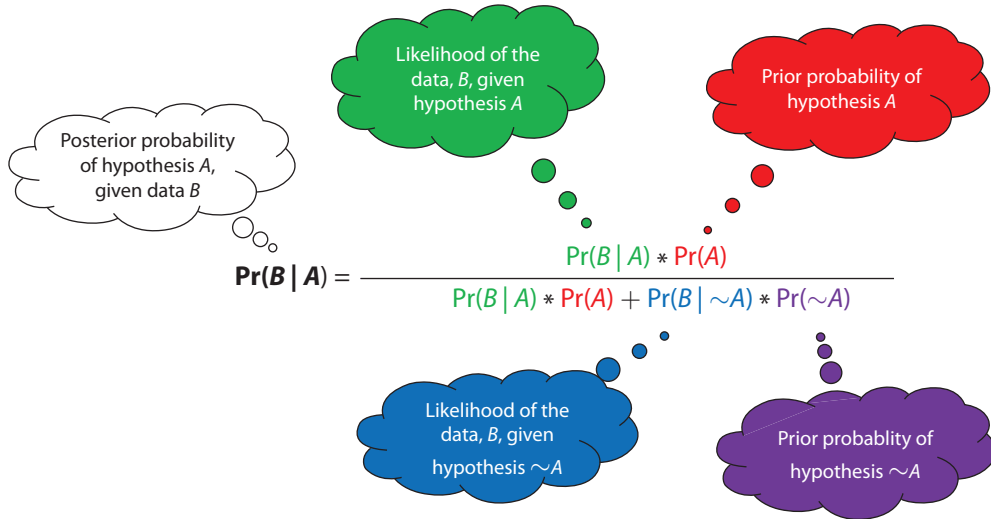 Likelihood of the
data, B, given
hypothesis A
Prior probability of
hypothesis A
Posterior probability
of hypothesis A,
given data B
Pr(B | A) = Pr(B | A) * Pr(A)
Pr(B | A) * Pr(A) + Pr(B | ~A) * Pr(~A)
Likelihood of the
data, B, given
hypothesis ~A
Prior probablity of
hypothesis ~A